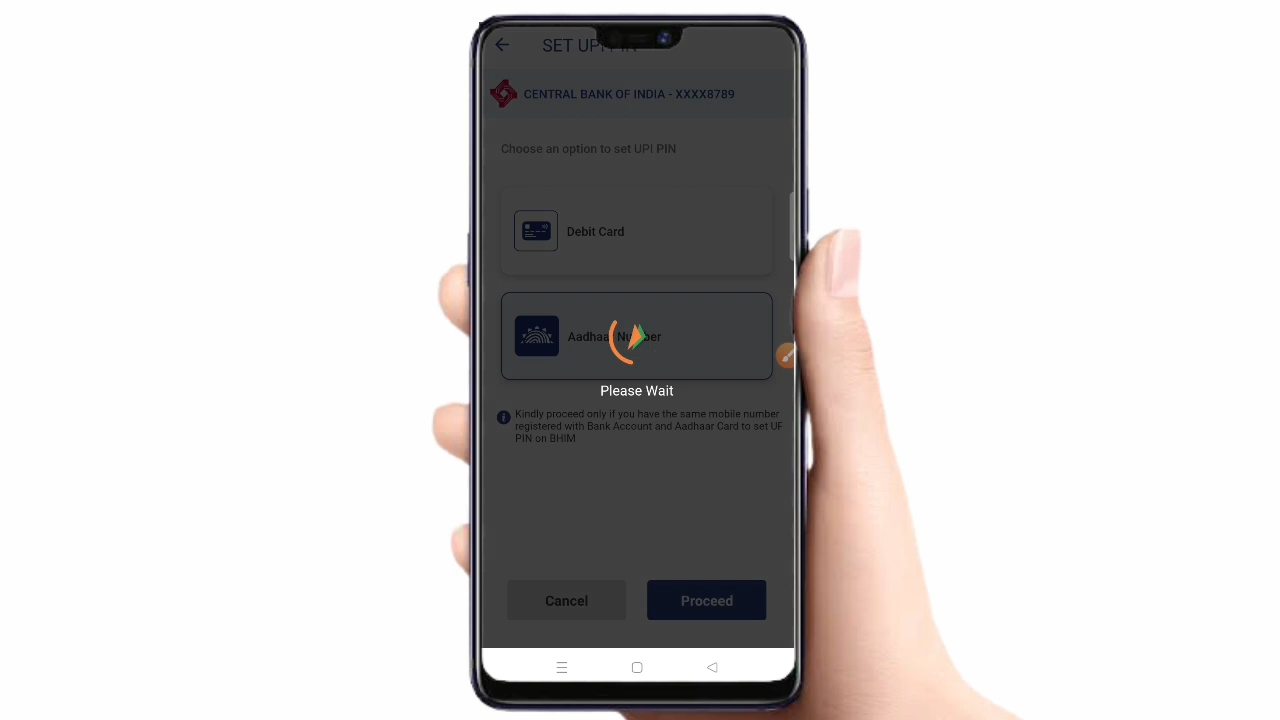 SET UPI PIN
CENTRAL BANK OF INDIA - XXXX8789
Choose an option to set UPI PIN
Debit Card
Aadhaar Number
Please Wait
Kindly proceed only if you have the same mobile number
registered with Bank Account and Aadhaar Card to set UP
PIN on BHIM
Cancel
Proceed